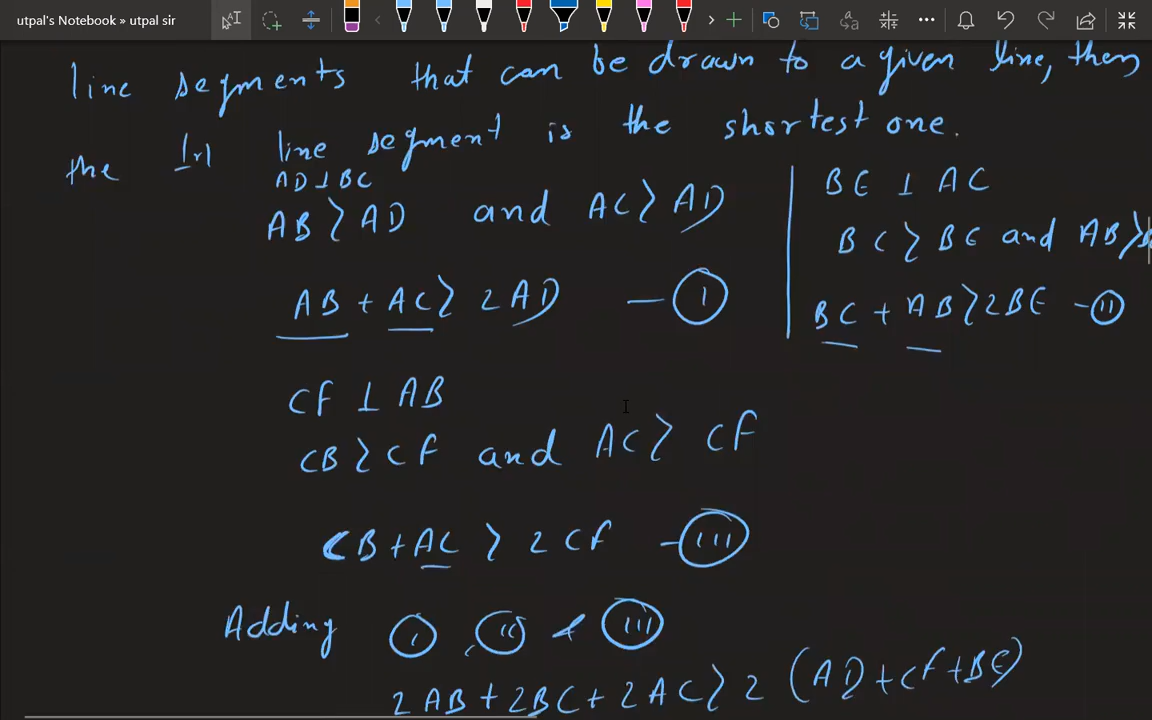 utpal's Notebook » utpal sir
line segments that can be drawn to a given line, then
the ⊥r line segment is the shortest one.
AD ⊥ BC
AB > AD and AC > AD
AB + AC > 2AD — (i)
BE ⊥ AC
BC > BE and AB >
BC + AB > 2BE - (ii)
CF ⊥ AB
CB > CF and AC > CF
CB + AC > 2CF - (iii)
Adding (i), (ii) & (iii)
2AB + 2BC + 2AC > 2 (AD + CF + BE)